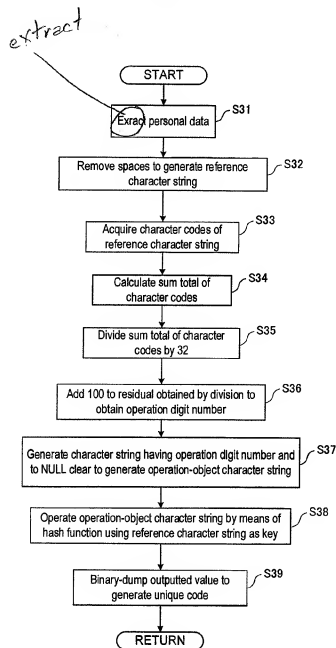 extract
START
Exract personal data
S31
Remove spaces to generate reference
character string
S32
Acquire character codes of
reference character string
S33
Calculate sum total of
character codes
S34
Divide sum total of character
codes by 32
S35
Add 100 to residual obtained by division to
obtain operation digit number
S36
Generate character string having operation digit number and
to NULL clear to generate operation-object character string
S37
Operate operation-object character string by means of
hash function using reference character string as key
S38
Binary-dump outputted value to
generate unique code
S39
RETURN